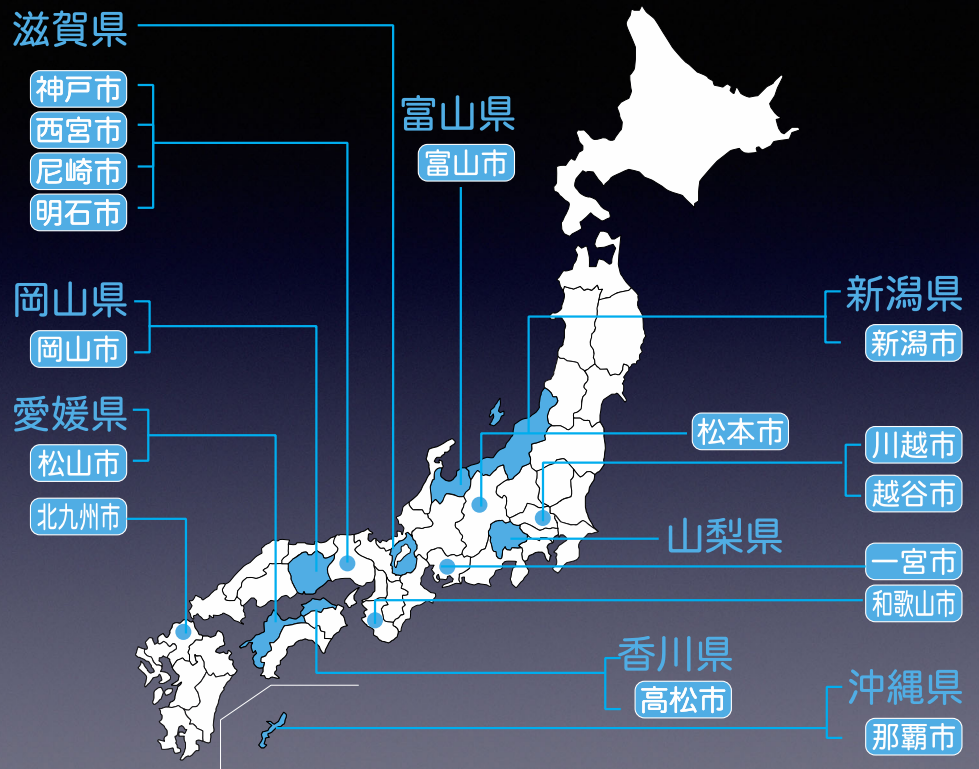 滋賀県
神戸市
西宮市
尼崎市
明石市
岡山県
岡山市
愛媛県
松山市
北九州市
富山県
富山市
新潟県
新潟市
松本市
川越市
越谷市
山梨県
一宮市
和歌山市
香川県
高松市
沖縄県
那覇市